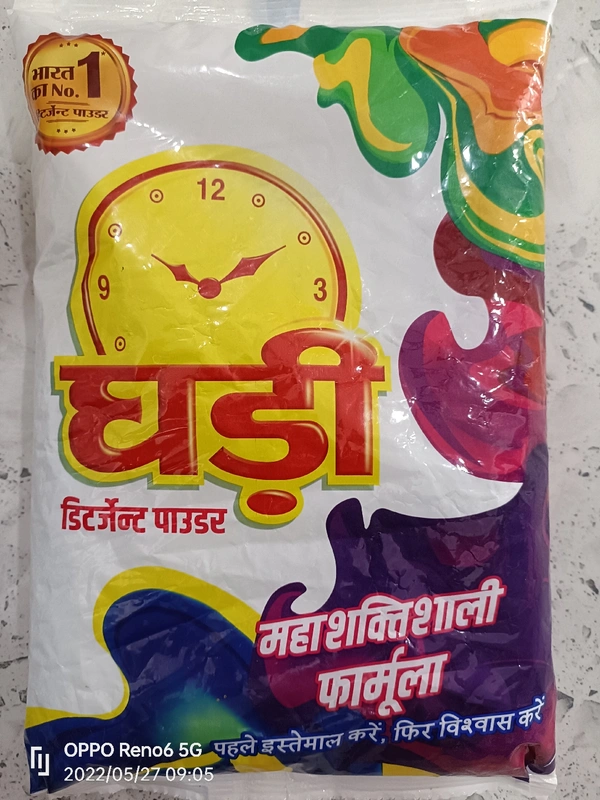 भारत
का No. 1
डिटर्जेन्ट पाउडर
12
9
3
घड़ी
डिटर्जेन्ट पाउडर
महाशक्तिशाली
फार्मूला
पहले इस्तेमाल करें, फिर विश्वास करें
OPPO Reno6 5G
2022/05/27 09:05